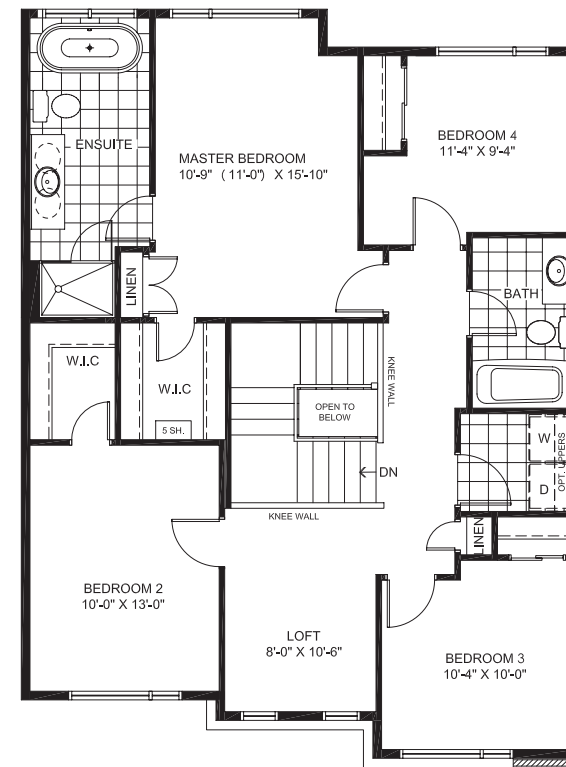 ENSUITE
MASTER BEDROOM
10'-9" (11'-0") X 15'-10"
BEDROOM 4
11'-4" X 9'-4"
LINEN
BATH
W.I.C
W.I.C
5 SH.
KNEE WALL
OPEN TO
BELOW
DN
KNEE WALL
W
D
OPT. UPPERS
LINEN
BEDROOM 2
10'-0" X 13'-0"
LOFT
8'-0" X 10'-6"
BEDROOM 3
10'-4" X 10'-0"